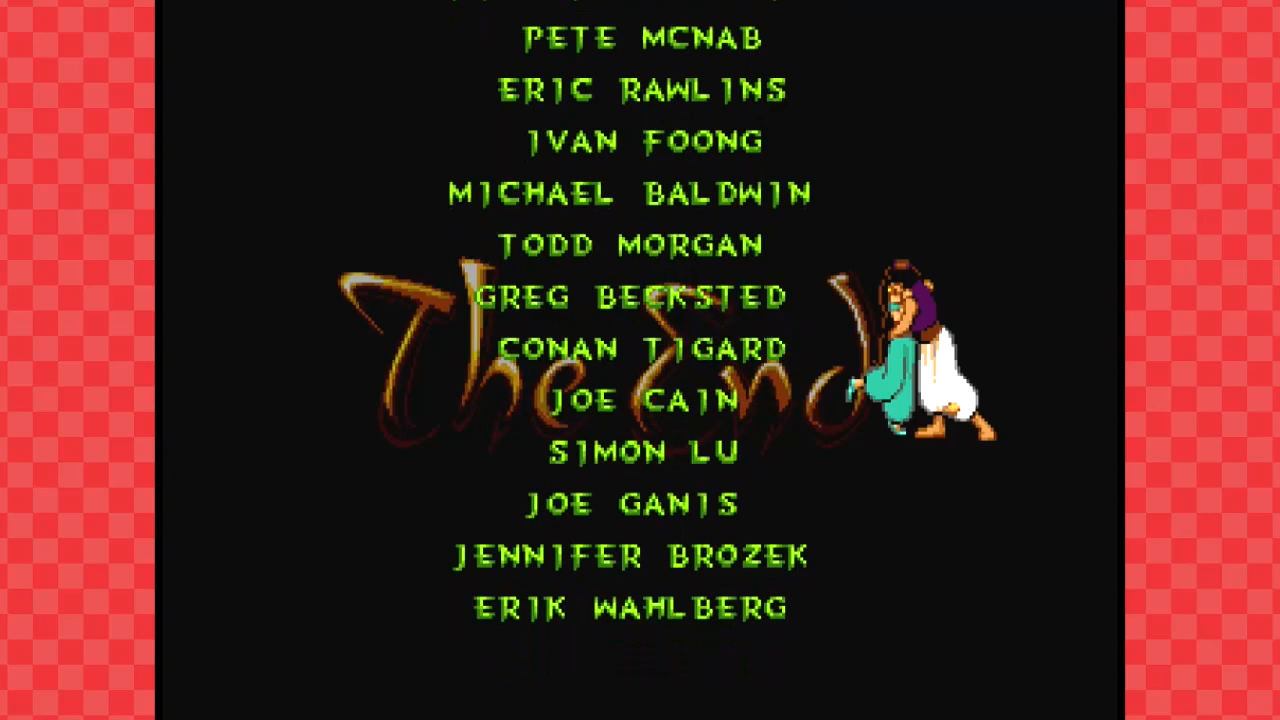 PETE MCNAB
ERIC RAWLINS
IVAN FOONG
MICHAEL BALDWIN
TODD MORGAN
GREG BECKSTED
The End
CONAN TIGARD
JOE CAIN
SIMON LU
JOE GANIS
JENNIFER BROZEK
ERIK WAHLBERG